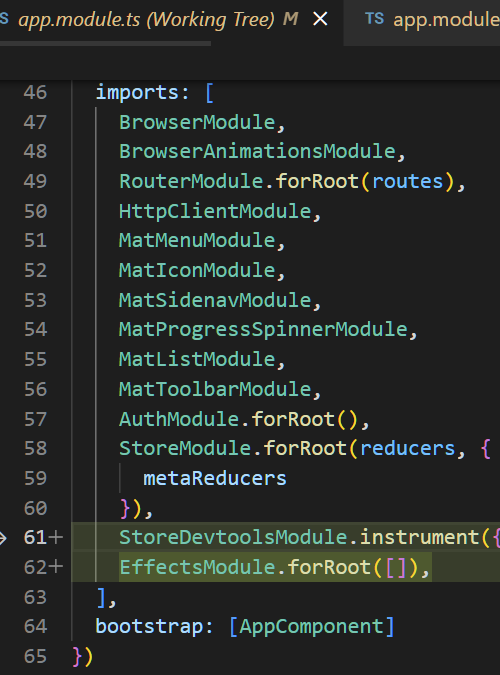 TS app.module.ts (Working Tree) M × TS app.module
46 imports: [
47 BrowserModule,
48 BrowserAnimationsModule,
49 RouterModule.forRoot(routes),
50 HttpClientModule,
51 MatMenuModule,
52 MatIconModule,
53 MatSidenavModule,
54 MatProgressSpinnerModule,
55 MatListModule,
56 MatToolbarModule,
57 AuthModule.forRoot(),
58 StoreModule.forRoot(reducers, {
59 metaReducers
60 }),
61+ StoreDevtoolsModule.instrument({
62+ EffectsModule.forRoot([]),
63 ],
64 bootstrap: [AppComponent]
65 })